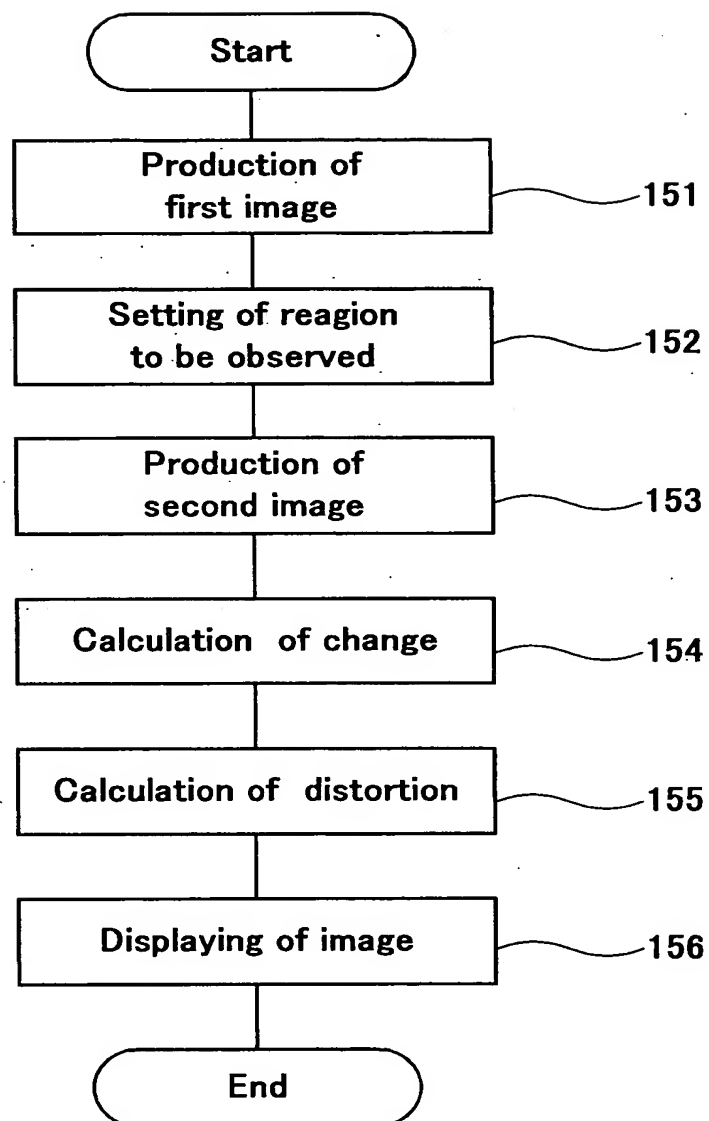 Start
Production of
first image
151
Setting of reagion
to be observed
152
Production of
second image
153
Calculation of change
154
Calculation of distortion
155
Displaying of image
156
End